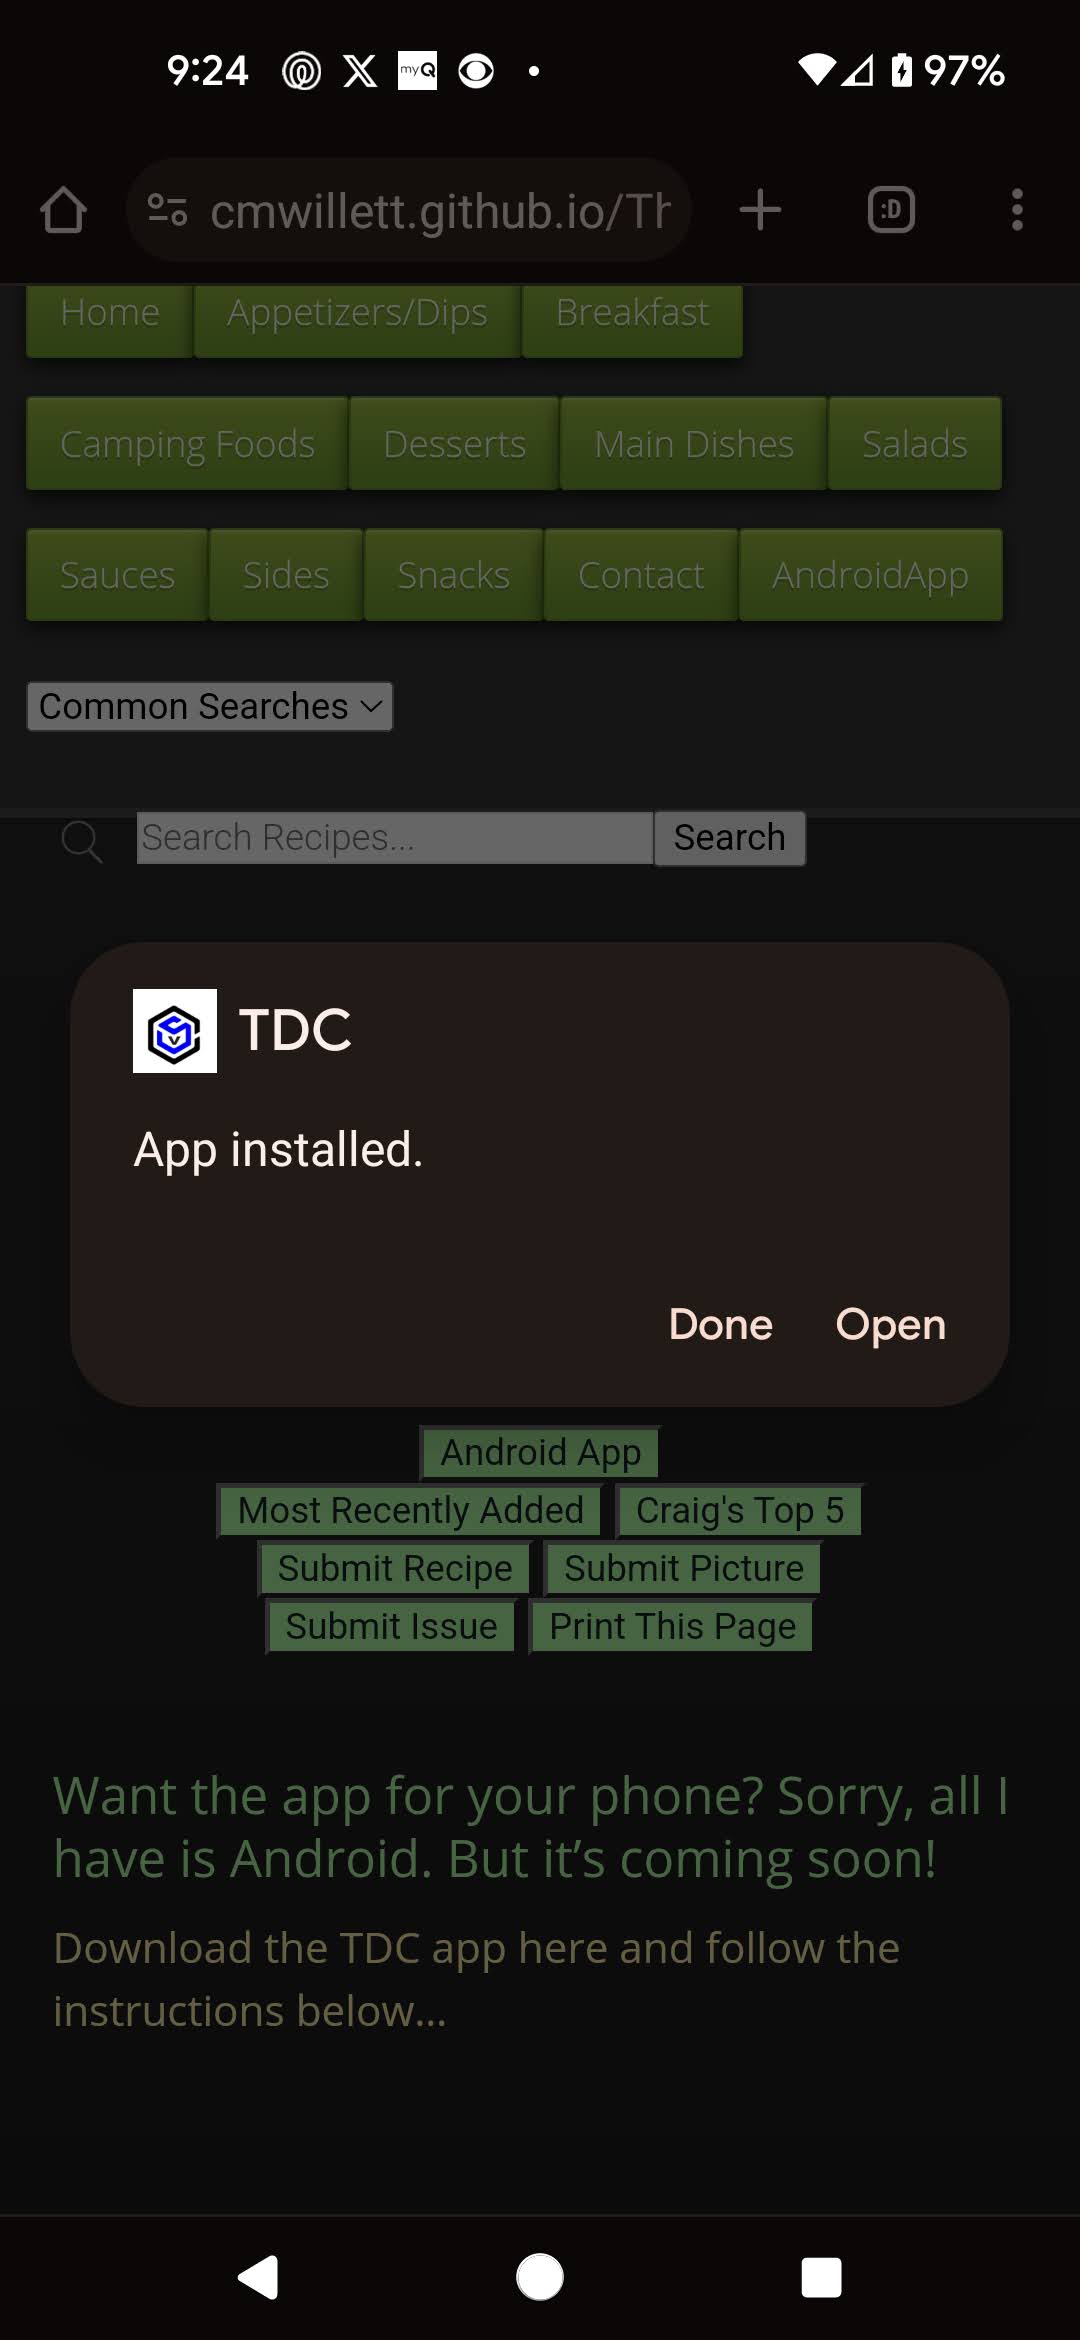 9:24 myQ 97%
cmwillett.github.io/Th
:D
Home Appetizers/Dips Breakfast
Camping Foods Desserts Main Dishes Salads
Sauces Sides Snacks Contact AndroidApp
Common Searches
Search Recipes... Search
TDC
App installed.
Done Open
Android App
Most Recently Added Craig's Top 5
Submit Recipe Submit Picture
Submit Issue Print This Page
Want the app for your phone? Sorry, all I
have is Android. But it’s coming soon!
Download the TDC app here and follow the
instructions below...